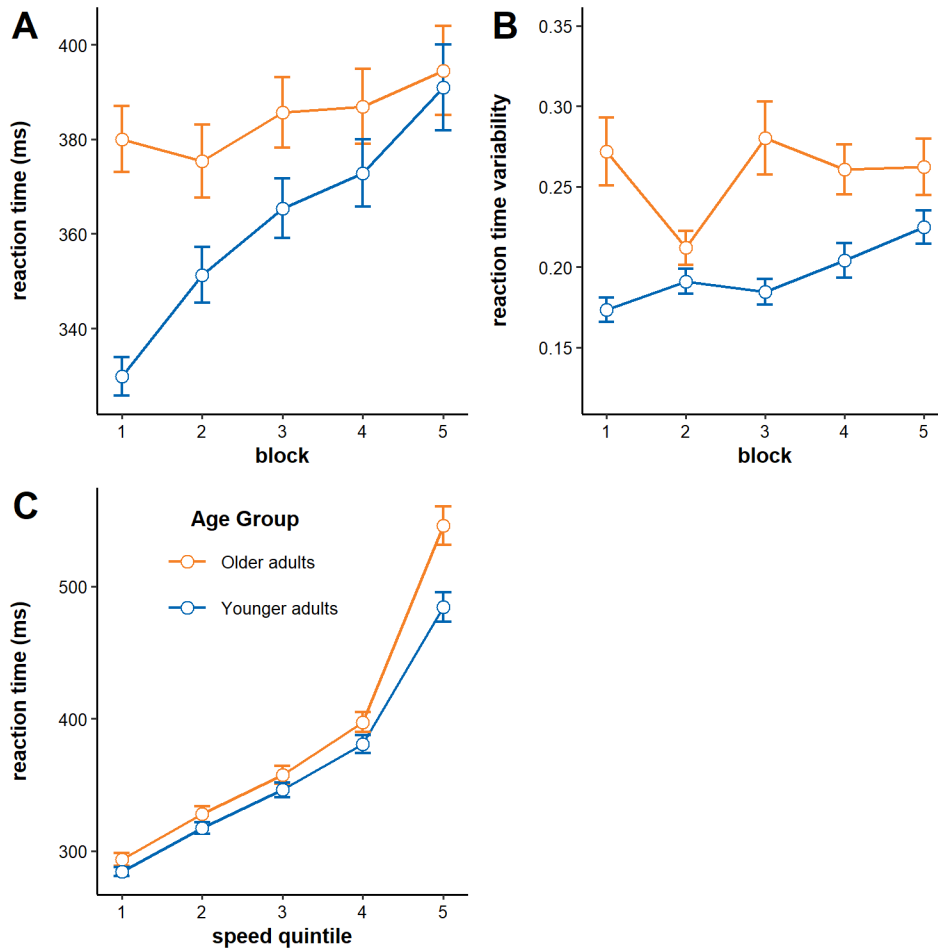 A
reaction time (ms)
400
380
360
340
1 2 3 4 5
block
B
reaction time variability
0.35
0.30
0.25
0.20
0.15
1 2 3 4 5
block
C
reaction time (ms)
500
400
300
Age Group
Older adults
Younger adults
1 2 3 4 5
speed quintile